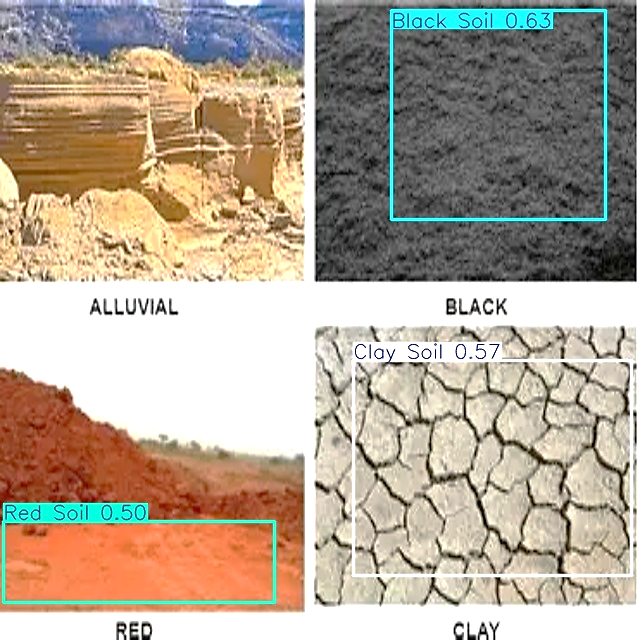 Black Soil 0.63
ALLUVIAL
BLACK
Clay Soil 0.57
Red Soil 0.50
RED
CLAY